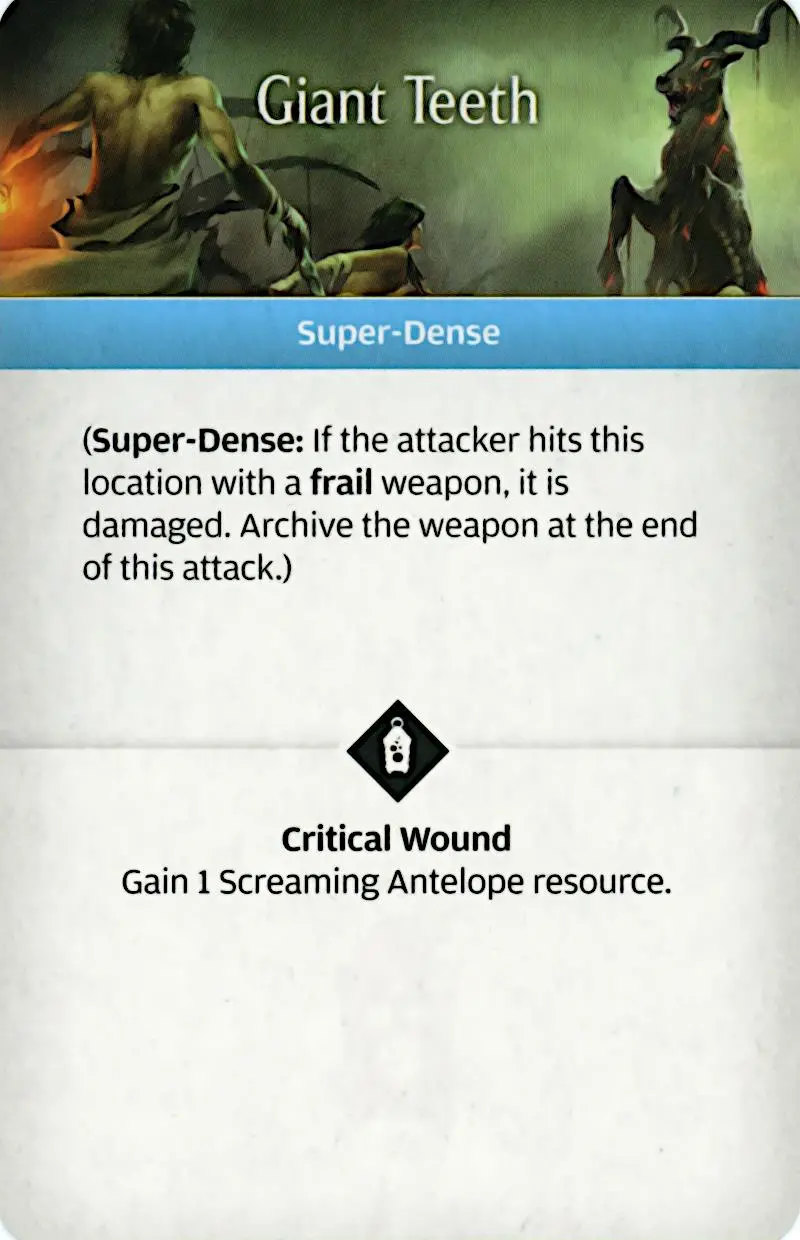 Giant Teeth
Super-Dense
(Super-Dense: If the attacker hits this
location with a frail weapon, it is
damaged. Archive the weapon at the end
of this attack.)
Critical Wound
Gain 1 Screaming Antelope resource.